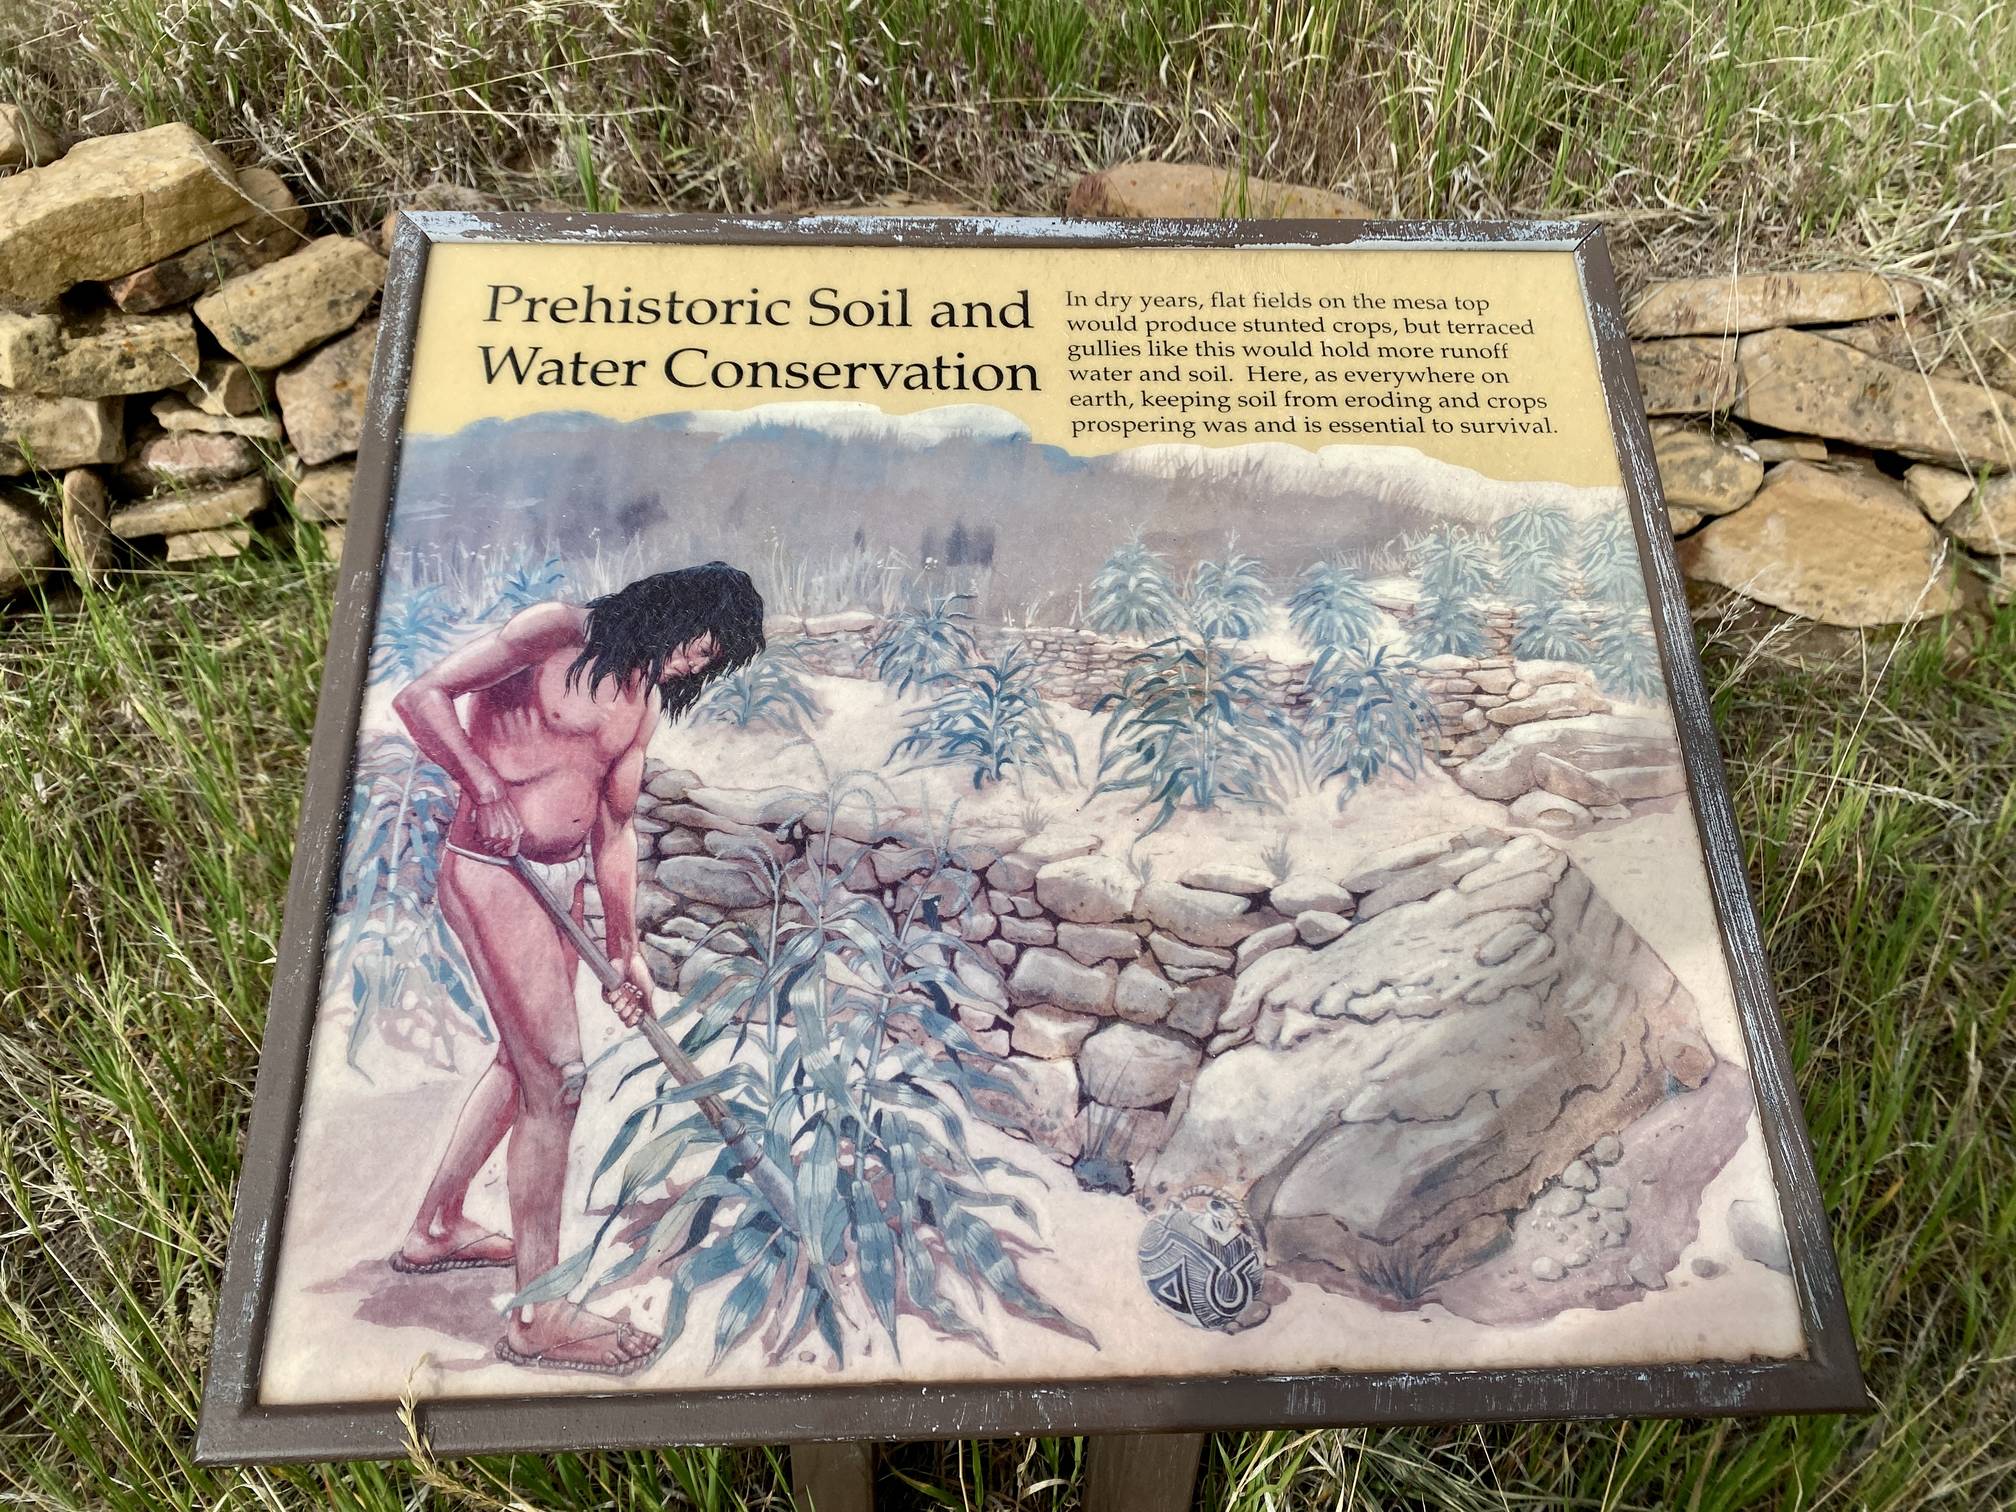 Prehistoric Soil and
Water Conservation
In dry years, flat fields on the mesa top
would produce stunted crops, but terraced
gullies like this would hold more runoff
water and soil. Here, as everywhere on
earth, keeping soil from eroding and crops
prospering was and is essential to survival.